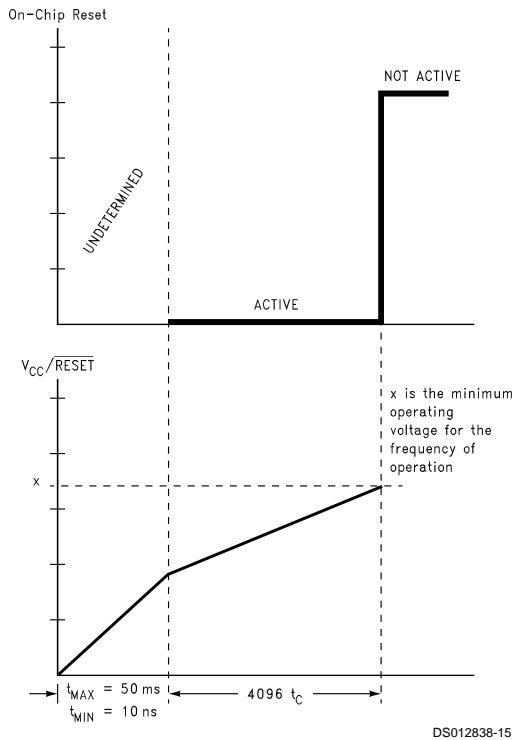 On-Chip Reset
NOT ACTIVE
UNDETERMINED
ACTIVE
VCC/RESET
x is the minimum
operating
voltage for the
frequency of
operation
x
tMAX = 50 ms
4096 tC
tMIN = 10 ns
DS012838-15